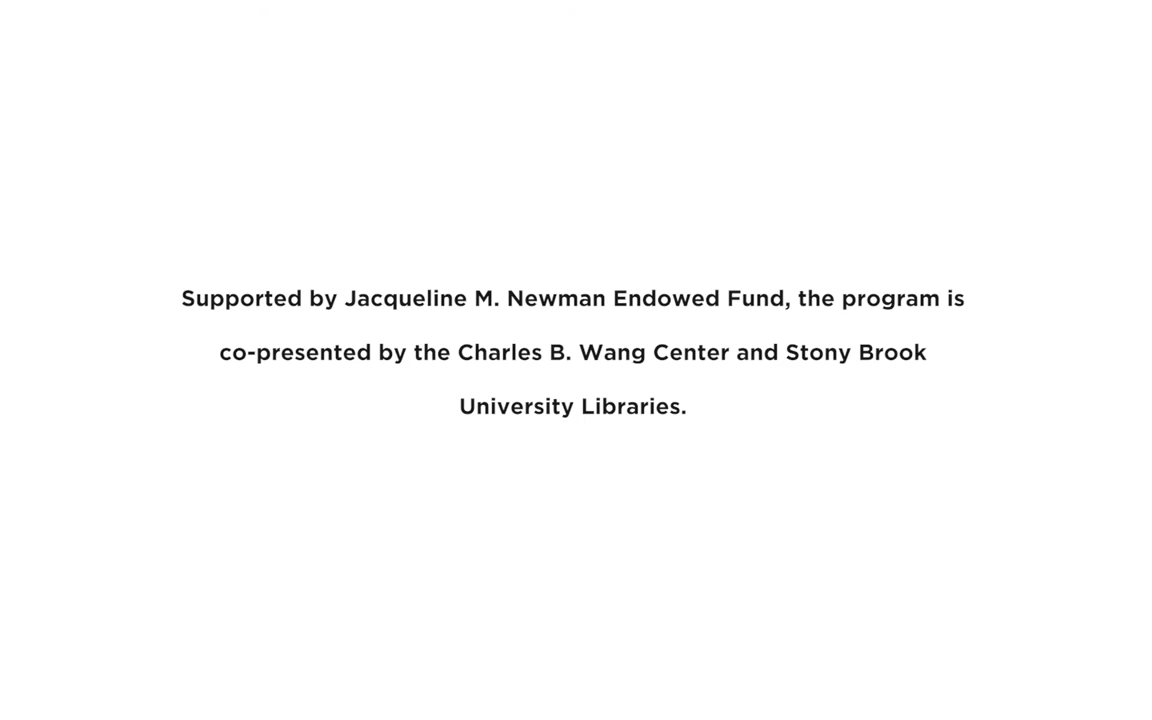 Supported by Jacqueline M. Newman Endowed Fund, the program is
co-presented by the Charles B. Wang Center and Stony Brook
University Libraries.